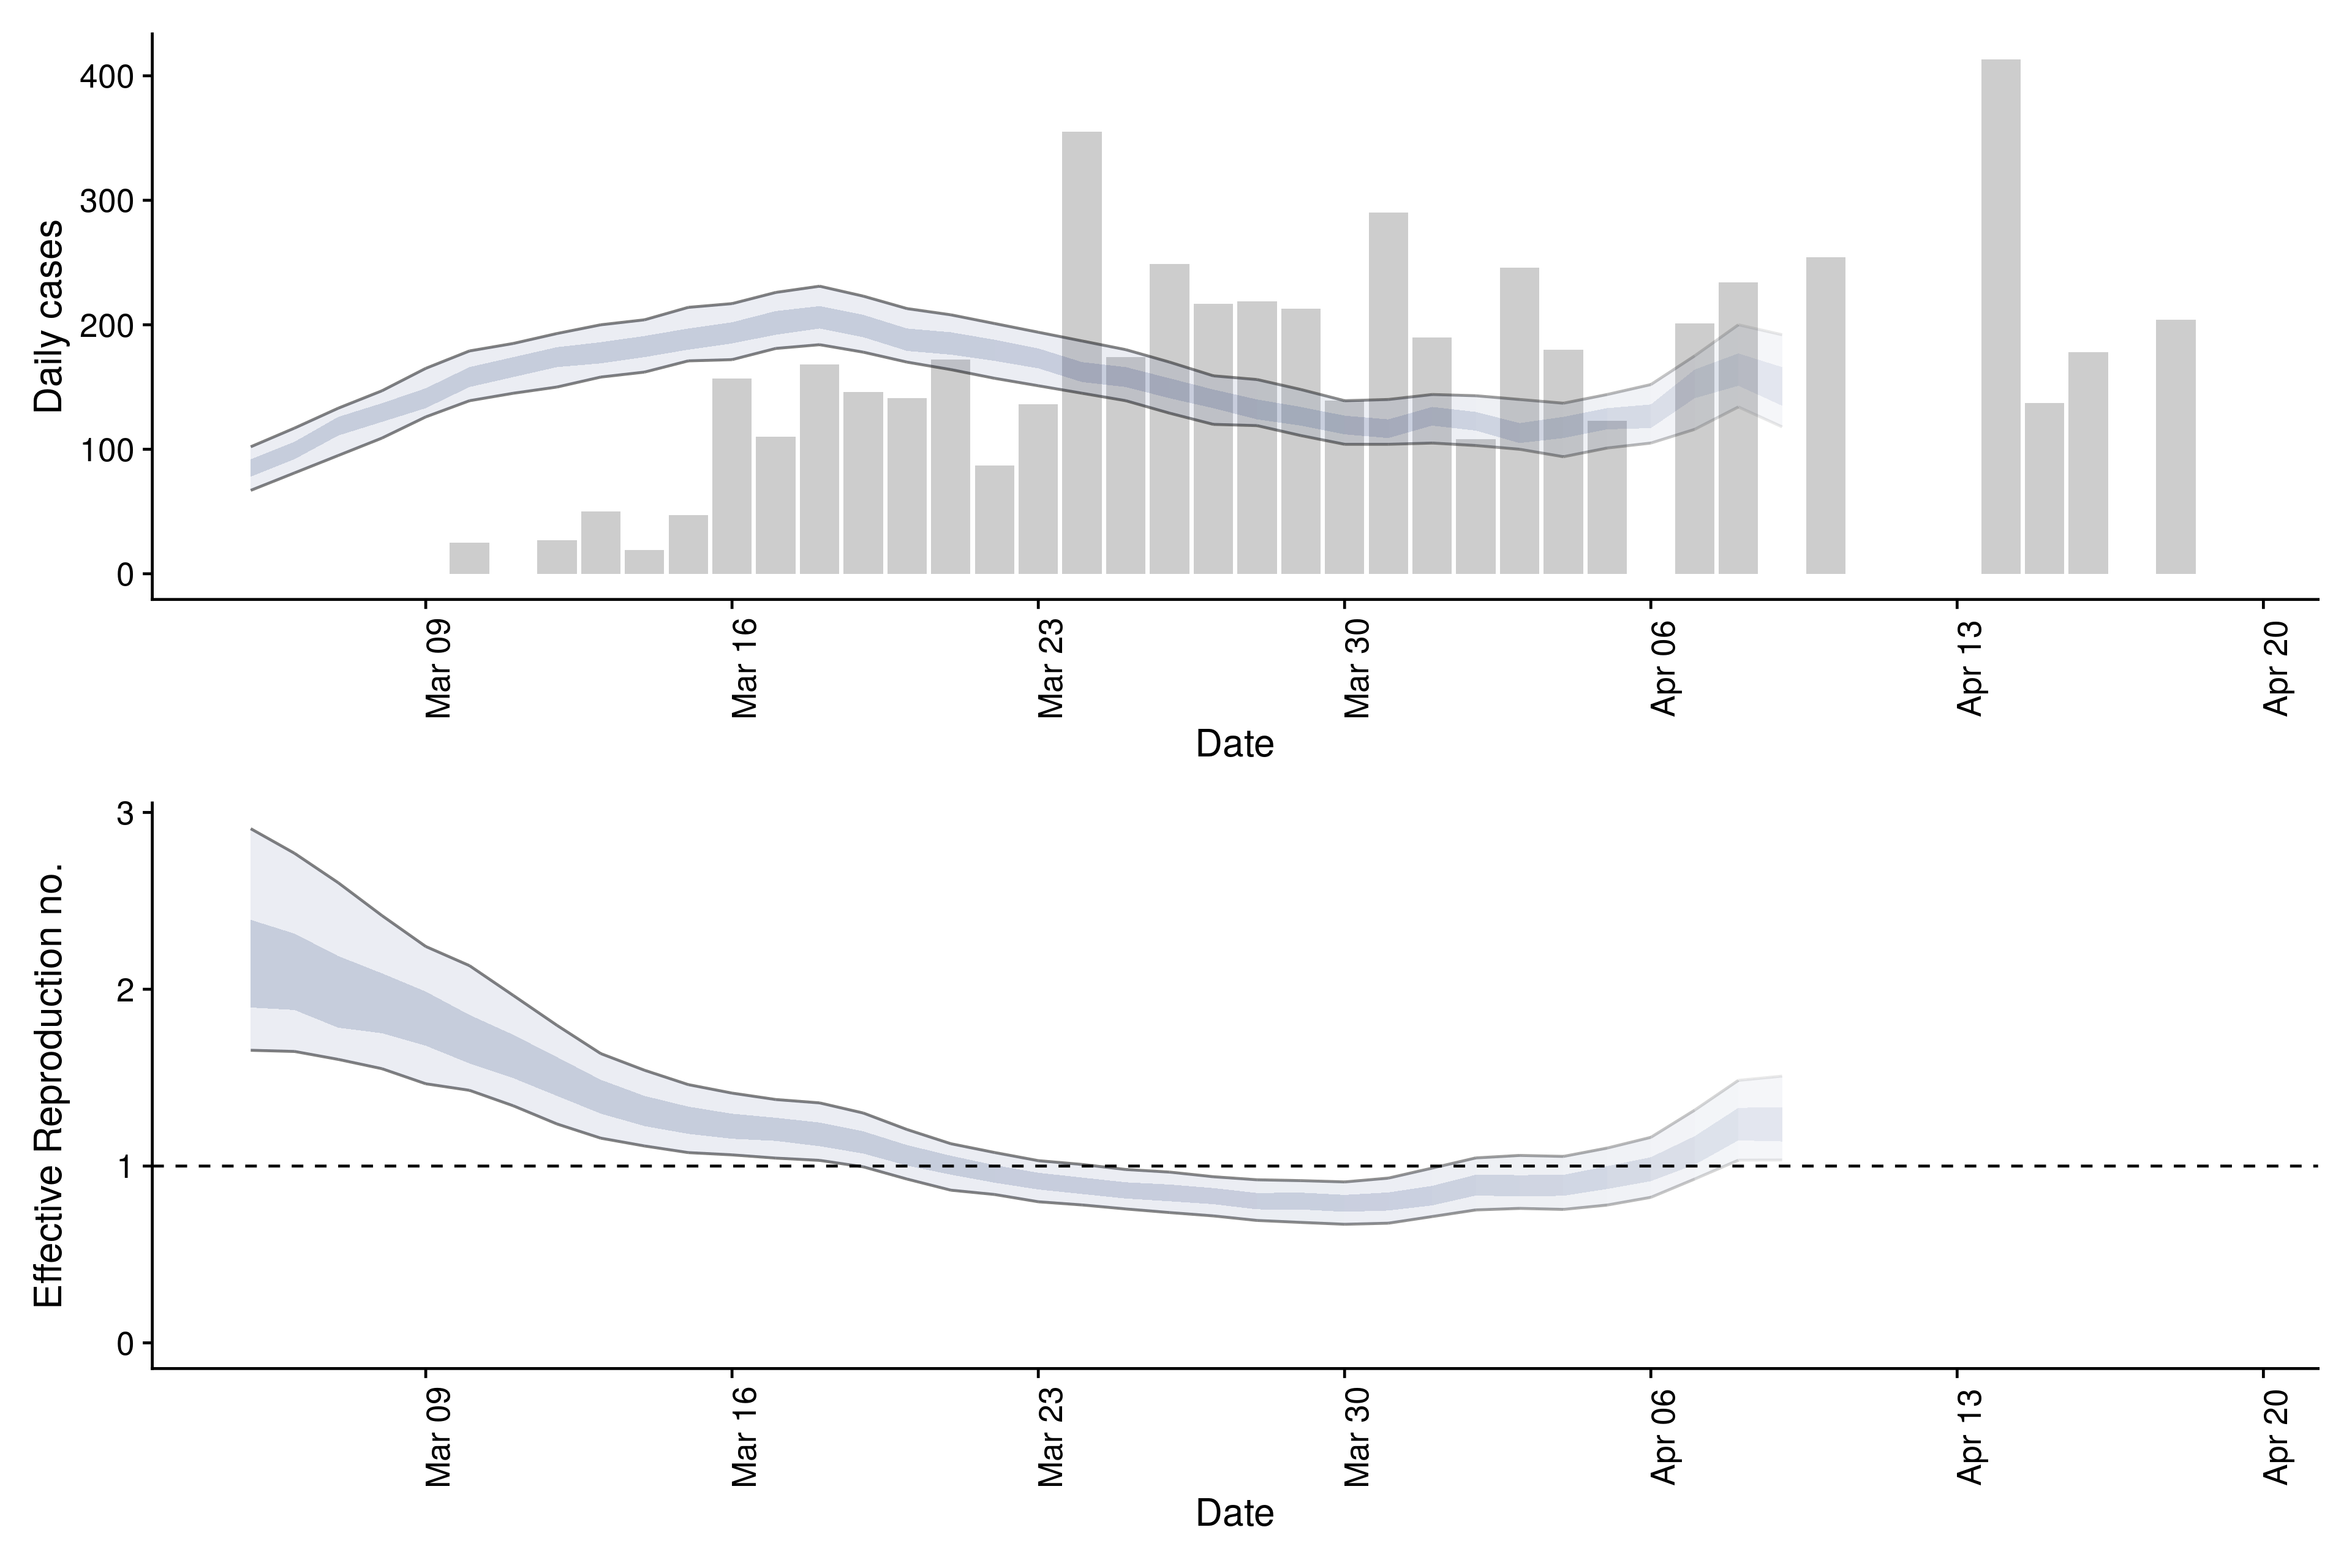 Daily cases
400
300
200
100
0
Mar 09
Mar 16
Mar 23
Mar 30
Apr 06
Apr 13
Apr 20
Date
Effective Reproduction no.
3
2
1
0
Mar 09
Mar 16
Mar 23
Mar 30
Apr 06
Apr 13
Apr 20
Date